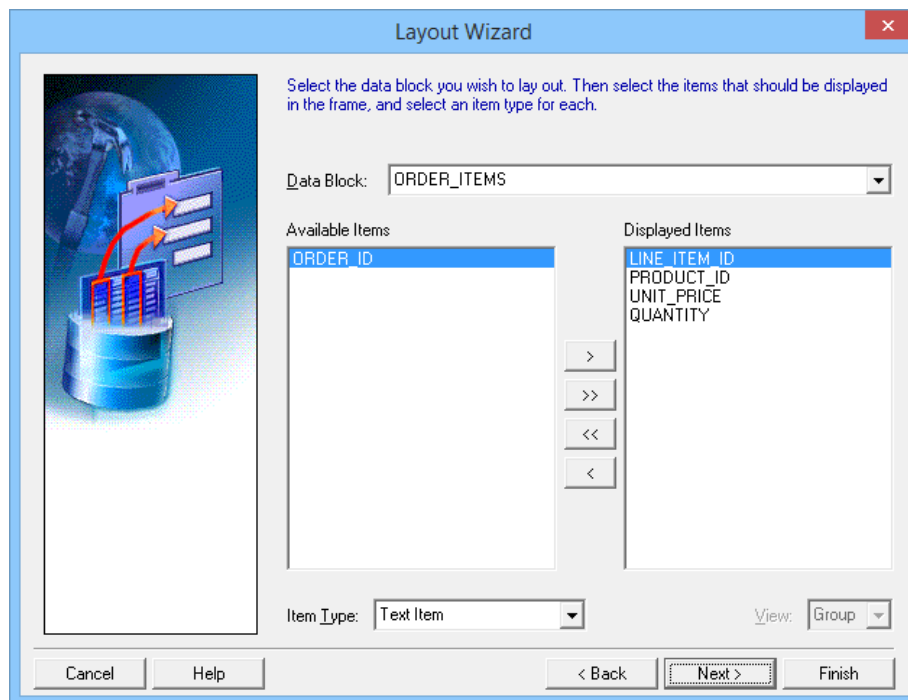 Layout Wizard
x
Select the data block you wish to lay out. Then select the items that should be displayed
in the frame, and select an item type for each.
Data Block: ORDER_ITEMS
Available Items
ORDER_ID
>
>>
<<
<
Displayed Items
LINE_ITEM_ID
PRODUCT_ID
UNIT_PRICE
QUANTITY
Item Type: Text Item
View: Group
Cancel
Help
< Back
Next >
Finish